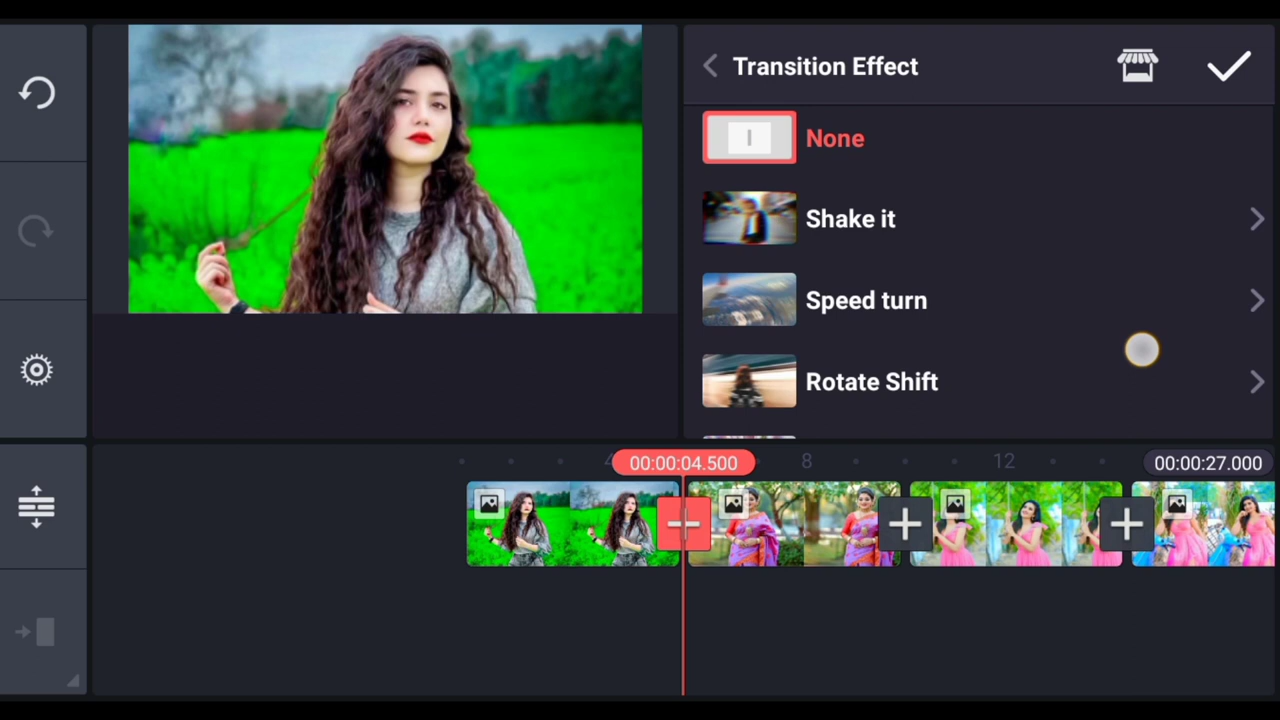 Transition Effect
None
Shake it
Speed turn
Rotate Shift
4
00:00:04.500
8
12
00:00:27.000